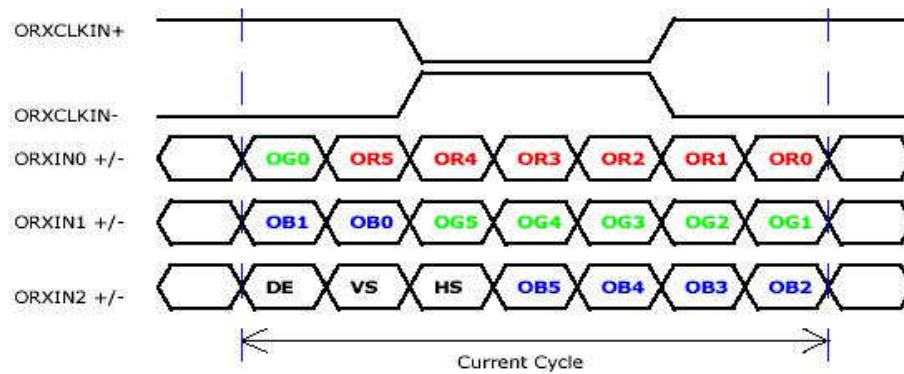 ORXCLKIN+
ORXCLKIN-
ORXIN0 +/- OG0 OR5 OR4 OR3 OR2 OR1 OR0
ORXIN1 +/- OB1 OB0 OG5 OG4 OG3 OG2 OG1
ORXIN2 +/- DE VS HS OB5 OB4 OB3 OB2
Current Cycle